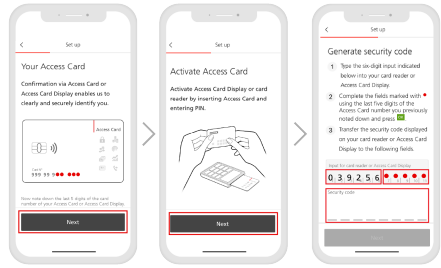 Set up
Your Access Card
Confirmation via Access Card or
Access Card Display enables us to
clearly and securely identify you.
Access Card
Card n°
999 99 9
Now note down the last 5 digits of the card
number of your Access Card or Access Card Display.
Next
Set up
Activate Access Card
Activate Access Card Display or card
reader by inserting Access Card and
entering PIN.
Next
Set up
Generate security code
1 Type the six-digit input indicated
below into your card reader or
Access Card Display.
2 Complete the fields marked with
using the last five digits of the
Access Card number you previously
noted down and press OK
3 Transfer the security code displayed
on your card reader or Access Card
Display to the following fields.
Input for card reader or Access Card Display
0 3 9 2 5 6
Security code
Next